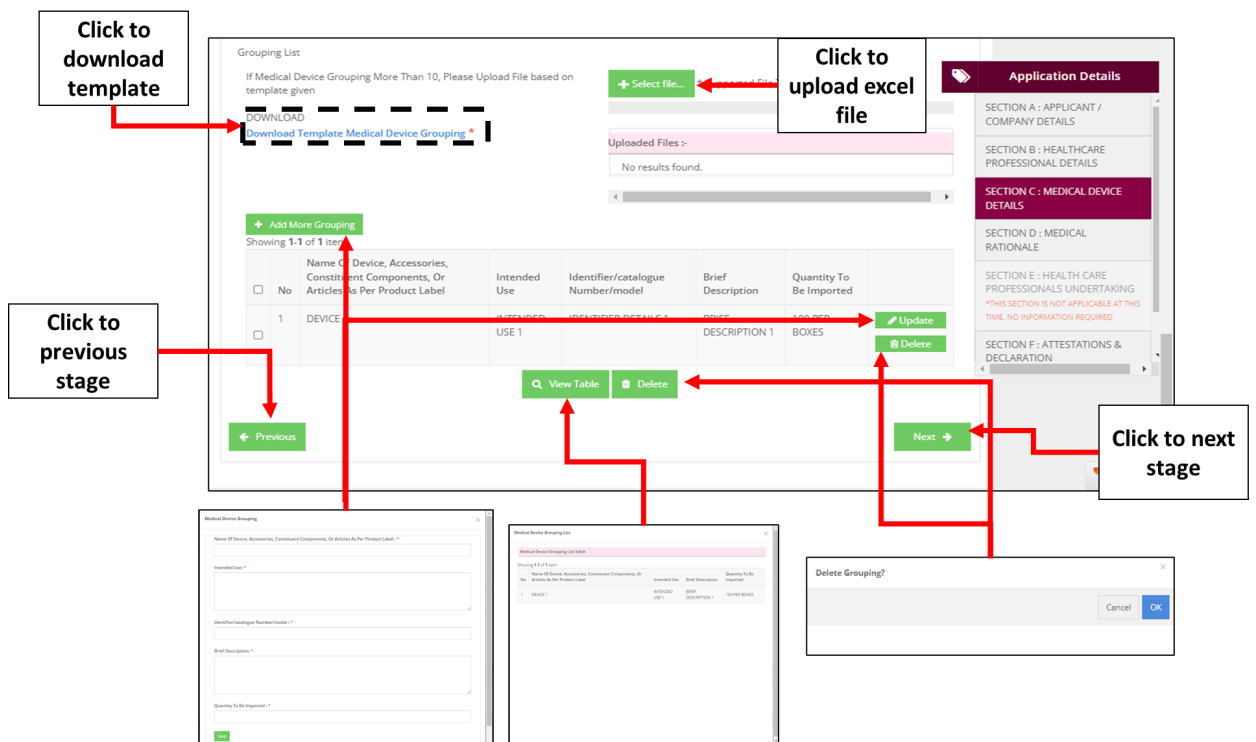 Click to
download
template
Grouping List
If Medical Device Grouping More Than 10, Please Upload File based on
template given
DOWNLOAD
Download Template Medical Device Grouping *
Select file...
Click to
upload excel
file
Uploaded Files :-
No results found.
Application Details
SECTION A : APPLICANT /
COMPANY DETAILS
SECTION B : HEALTHCARE
PROFESSIONAL DETAILS
SECTION C : MEDICAL DEVICE
DETAILS
SECTION D : MEDICAL
RATIONALE
SECTION E : HEALTH CARE
PROFESSIONALS UNDERTAKING
*THIS SECTION IS NOT APPLICABLE AT THIS
TIME. NO INFORMATION REQUIRED
SECTION F : ATTESTATIONS &
DECLARATION
Add More Grouping
Showing 1-1 of 1 item
No
Name Of Device, Accessories,
Constituent Components, Or
Articles As Per Product Label
Intended
Use
Identifier/catalogue
Number/model
Brief
Description
Quantity To
Be Imported
1
DEVICE
INTENDED
USE 1
IDENTIFIER DETAILS 1
BRIEF
DESCRIPTION 1
100 PER
BOXES
Update
Delete
View Table
Delete
Click to
previous
stage
Previous
Next
Click to next
stage
Medical Device Grouping
Name Of Device, Accessories, Constituent Components, Or Articles As Per Product Label : *
Intended Use: *
Identifier/catalogue Number/model : *
Brief Description: *
Quantity To Be Imported : *
Save
Medical Device Grouping List
Medical Device Grouping List Table
Showing 1-1 of 1 item.
No
Name Of Device, Accessories, Constituent Components, Or
Articles As Per Product Label
Intended Use
Brief Description
Quantity To Be
Imported
1
DEVICE 1
INTENDED
USE 1
BRIEF
DESCRIPTION 1
100 PER BOXES
Delete Grouping?
Cancel
OK